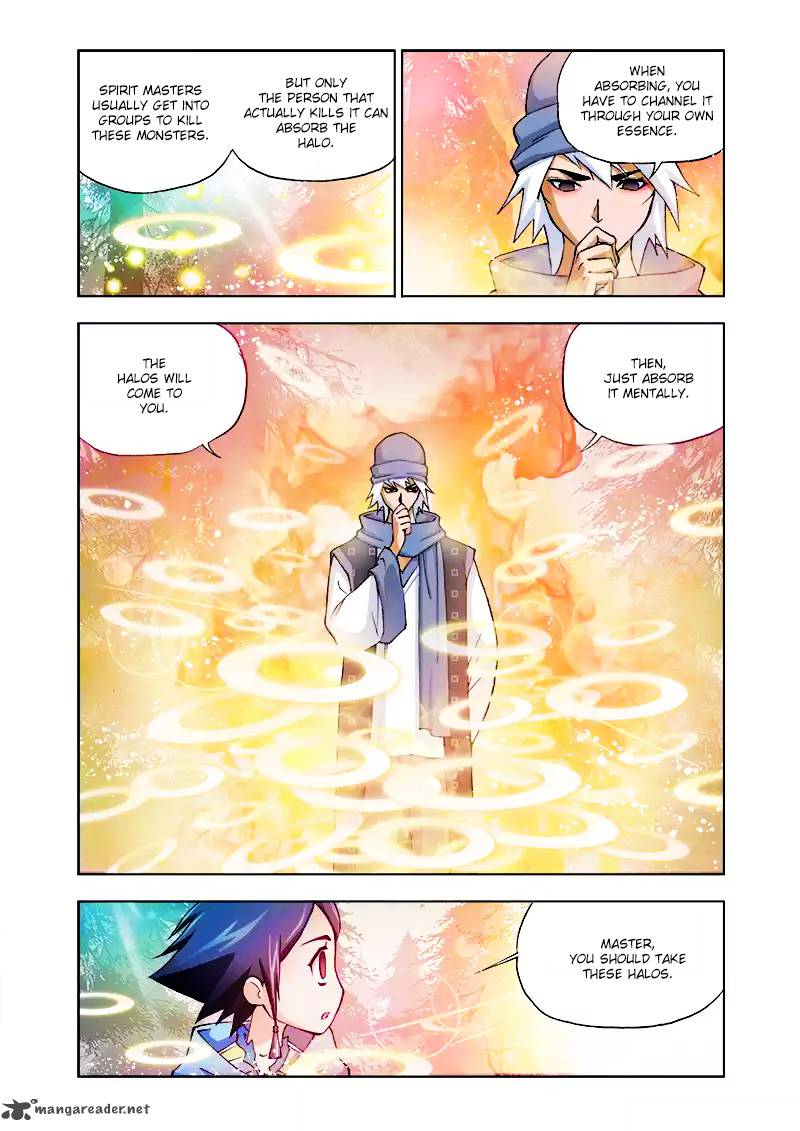 SPIRIT MASTERS
USUALLY GET INTO
GROUPS TO KILL
THESE MONSTERS.
BUT ONLY
THE PERSON THAT
ACTUALLY KILLS IT CAN
ABSORB THE
HALO.
WHEN
ABSORBING, YOU
HAVE TO CHANNEL IT
THROUGH YOUR OWN
ESSENCE.
THE
HALOS WILL
COME TO
YOU.
THEN,
JUST ABSORB
IT MENTALLY.
MASTER,
YOU SHOULD TAKE
THESE HALOS.
mangareader.net